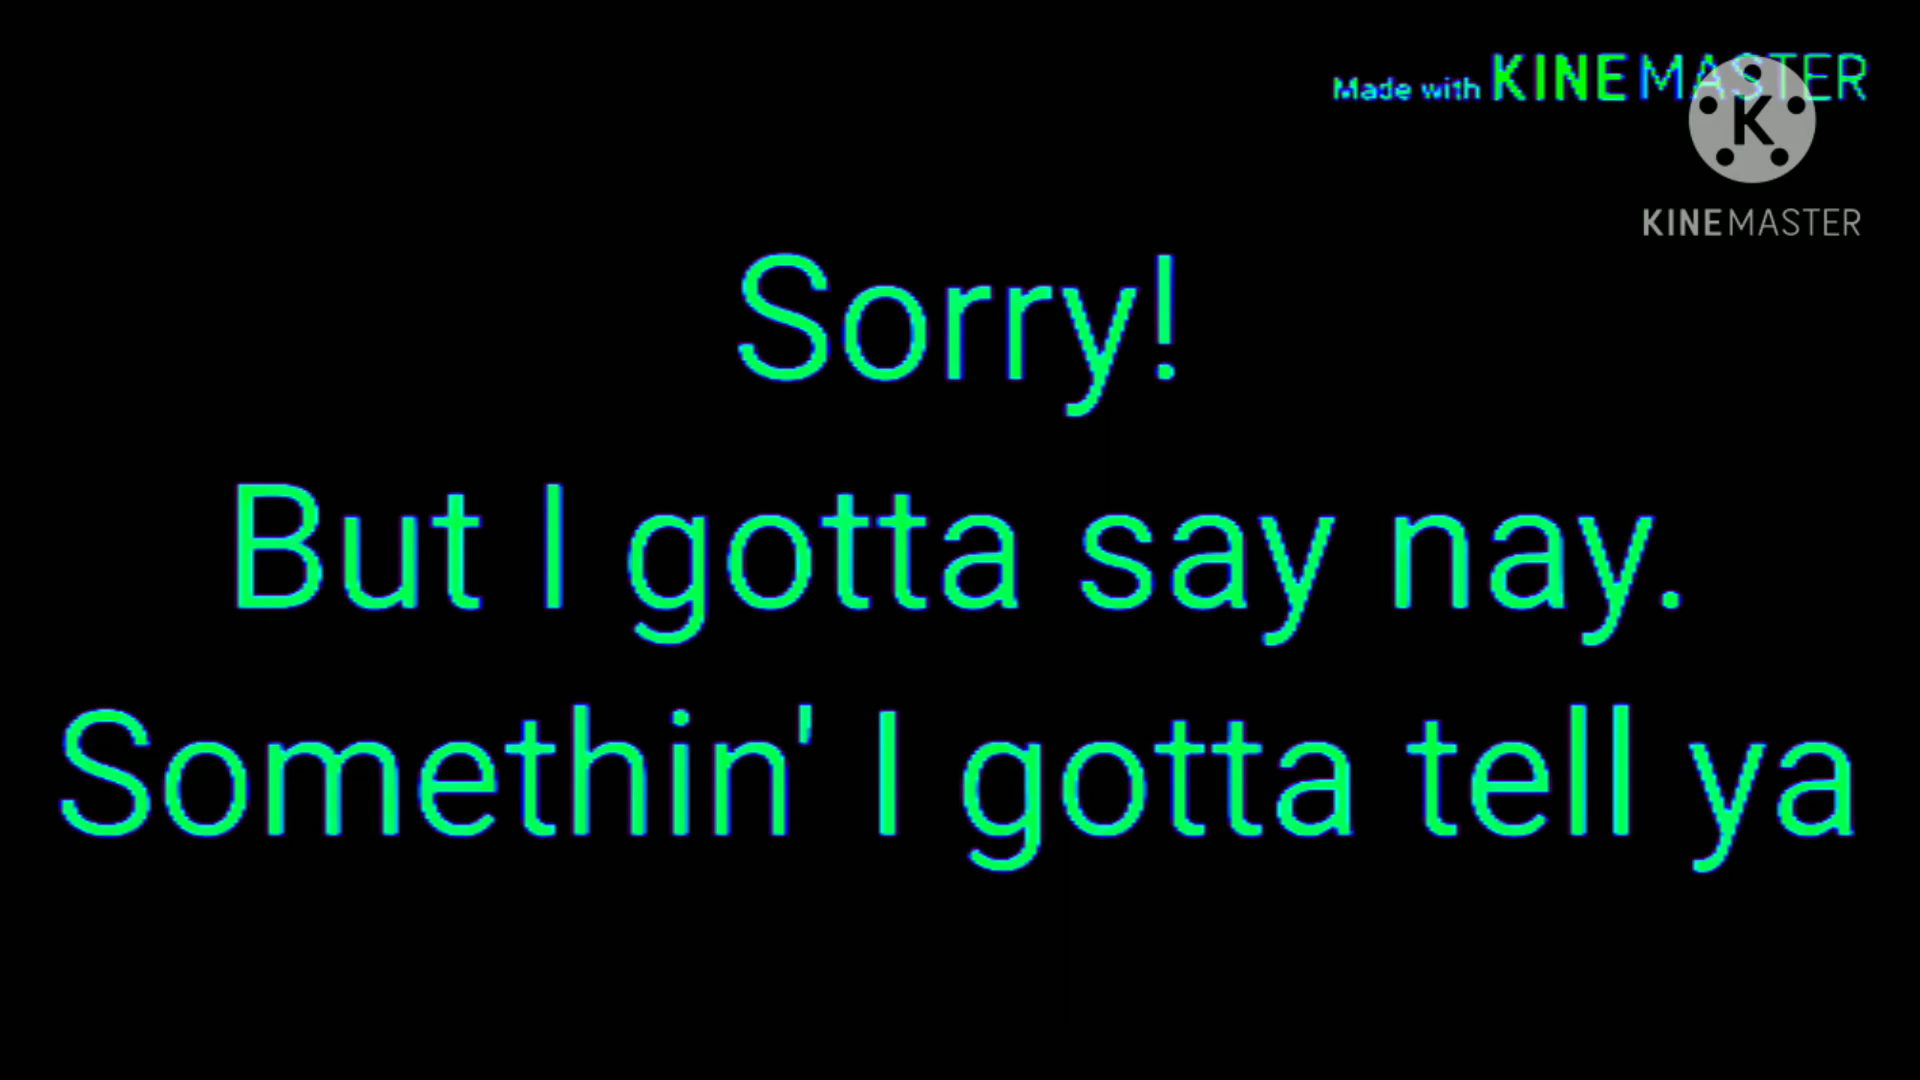 Made with KINEMASTER
K
KINEMASTER
Sorry!
But I gotta say nay.
Somethin' I gotta tell ya